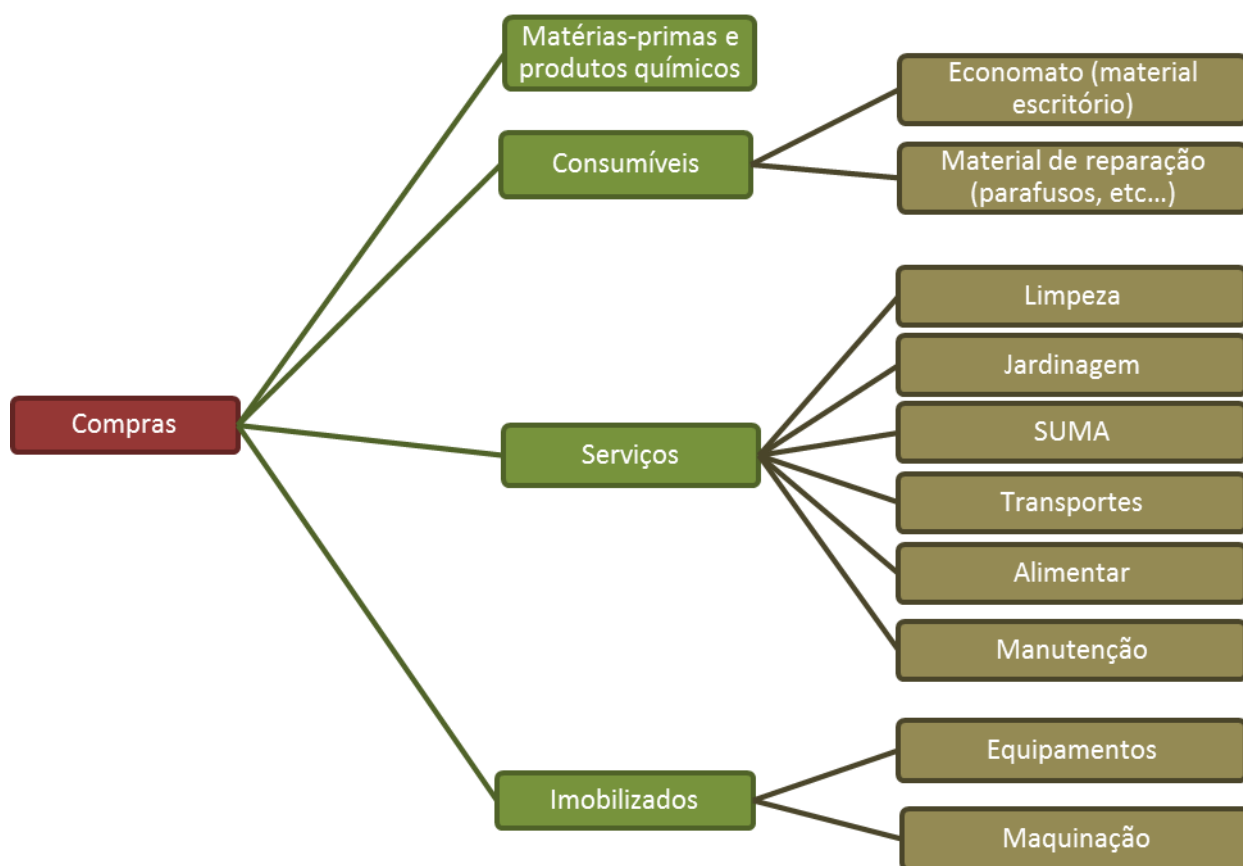 Matérias-primas e
produtos químicos
Economato (material
escritório)
Consumíveis
Material de reparação
(parafusos, etc...)
Limpeza
Jardinagem
Compras
SUMA
Serviços
Transportes
Alimentar
Manutenção
Equipamentos
Imobilizados
Maquinação